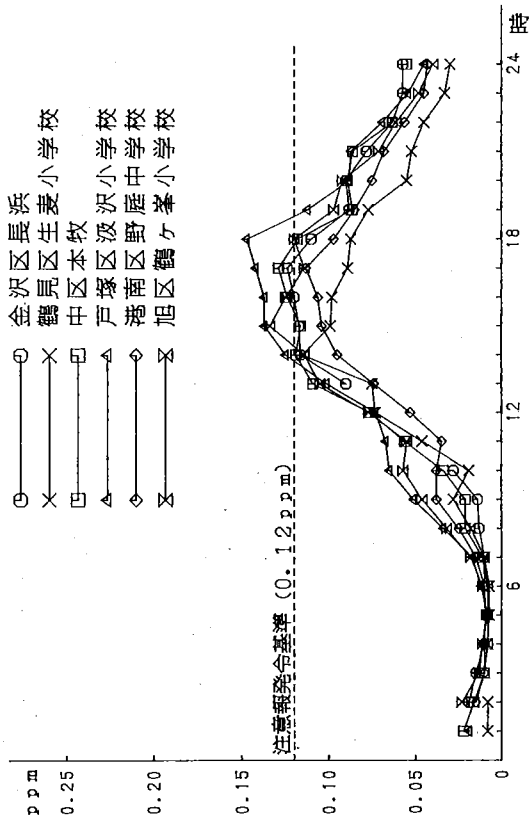 ppm
0.25
0.20
0.15
0.10
0.05
0
6
12
18
24
時
金沢区長浜
鶴見区生麦小学校
中区本牧
戸塚区汲沢小学校
港南区野庭中学校
旭区鶴ヶ峯小学校
注意報発令基準(0.12ppm)